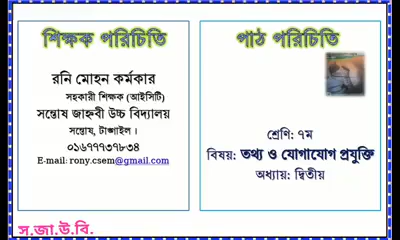 শিক্ষক পরিচিতি
রনি মোহন কর্মকার
সহকারী শিক্ষক (আইসিটি)
সন্তোষ জাহ্নবী উচ্চ বিদ্যালয়
সন্তোষ, টাঙ্গাইল ।
০১৬৭৭৭৩৭৮৩৪
E-mail: rony.csem@gmail.com
পাঠ পরিচিতি
শ্রেণি: ৭ম
বিষয়: তথ্য ও যোগাযোগ প্রযুক্তি
অধ্যায়: দ্বিতীয়
স.জা.উ.বি.